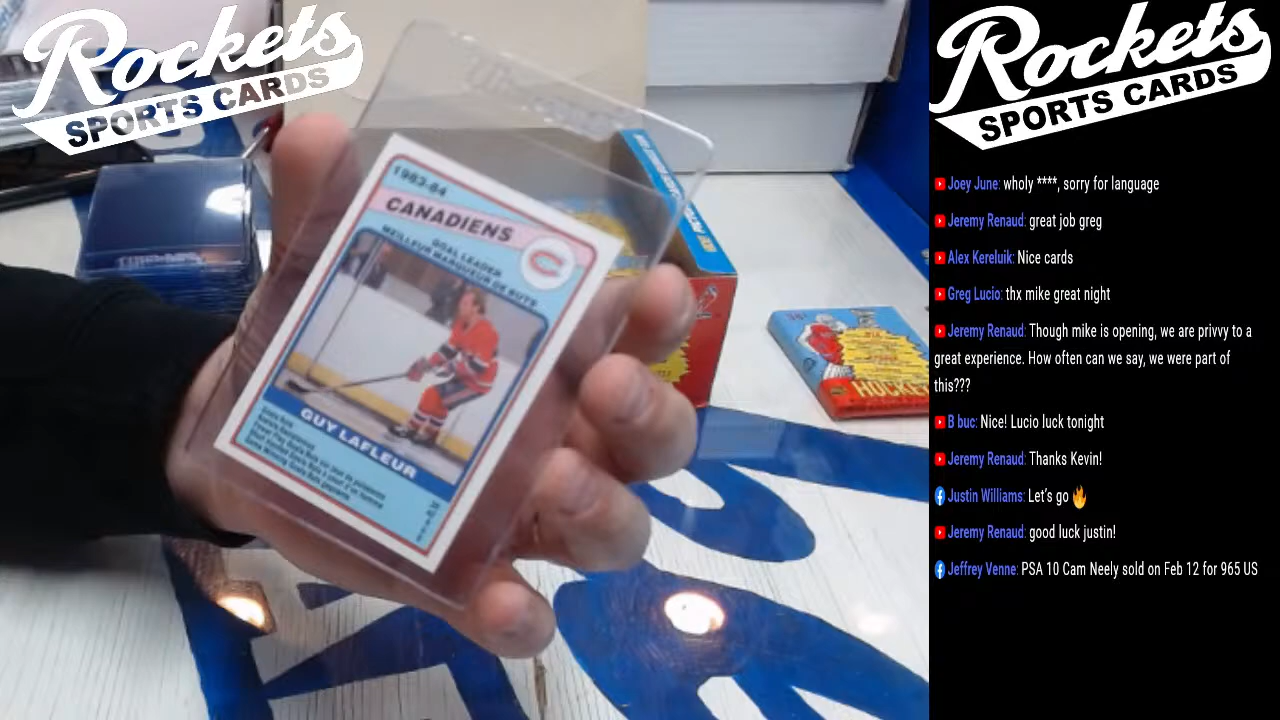 Rockets
SPORTS CARDS
1983-84
CANADIENS
GOAL LEADER
MEILLEUR MARQUEUR DE BUTS
GUY LAFLEUR
HOCKEY
Rockets
SPORTS CARDS
Joey June: wholy ****, sorry for language
Jeremy Renaud: great job greg
Alex Kereluik: Nice cards
Greg Lucio: thx mike great night
Jeremy Renaud: Though mike is opening, we are privvy to a
great experience. How often can we say, we were part of
this???
B buc: Nice! Lucio luck tonight
Jeremy Renaud: Thanks Kevin!
Justin Williams: Let's go 🔥
Jeremy Renaud: good luck justin!
Jeffrey Venne: PSA 10 Cam Neely sold on Feb 12 for 965 US